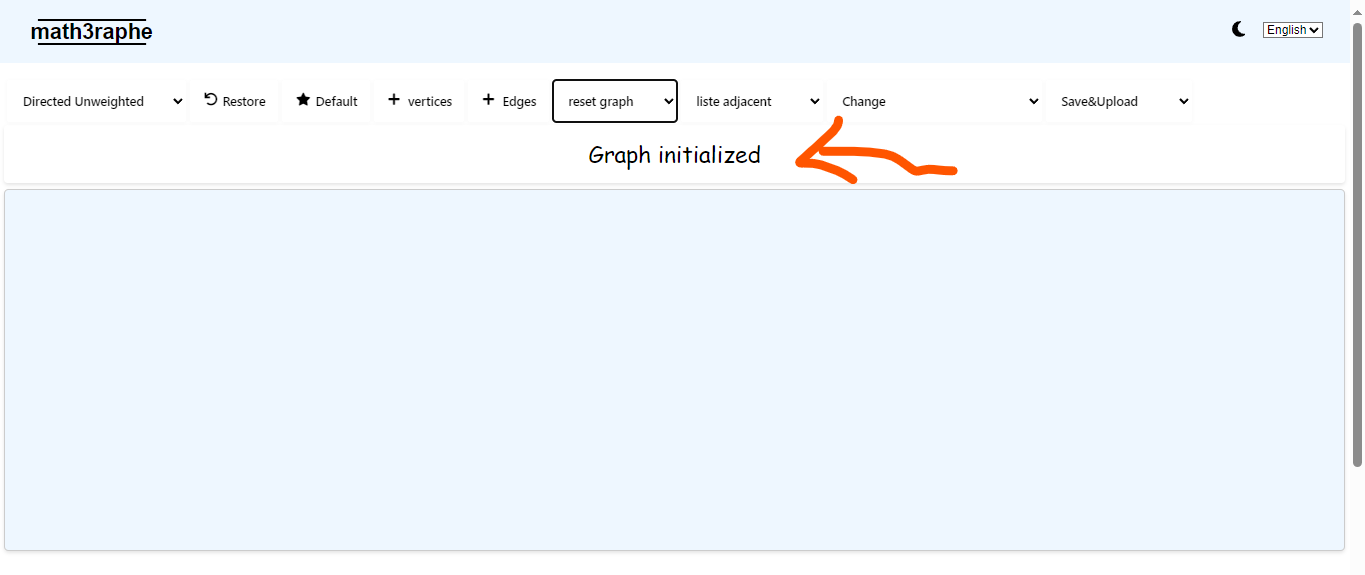 math3raphe
English
Directed Unweighted Restore Default + vertices + Edges reset graph liste adjacent Change Save&Upload
Graph initialized